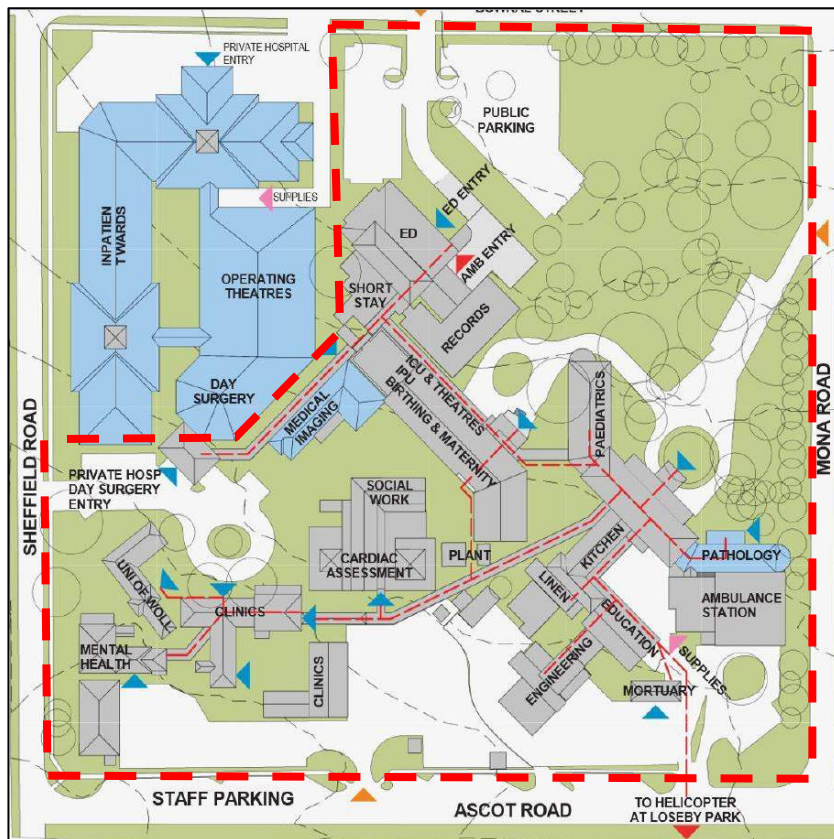 BOWRAL STREET
PRIVATE HOSPITAL
ENTRY
PUBLIC
PARKING
SUPPLIES
ED ENTRY
ED
AMB ENTRY
INPATIEN
TWARDS
OPERATING
THEATRES
SHORT
STAY
RECORDS
DAY
SURGERY
MEDICAL
IMAGING
ICU & THEATRES
IPU
BIRTHING & MATERNITY
PAEDIATRICS
MONA ROAD
SHEFFIELD ROAD
PRIVATE HOSP
DAY SURGERY
ENTRY
SOCIAL
WORK
CARDIAC
ASSESSMENT
PLANT
KITCHEN
PATHOLOGY
UNI OF WOLL
CLINICS
LINEN
EDUCATION
AMBULANCE
STATION
MENTAL
HEALTH
CLINICS
ENGINEERING
SUPPLIES
MORTUARY
STAFF PARKING
ASCOT ROAD
TO HELICOPTER
AT LOSEBY PARK